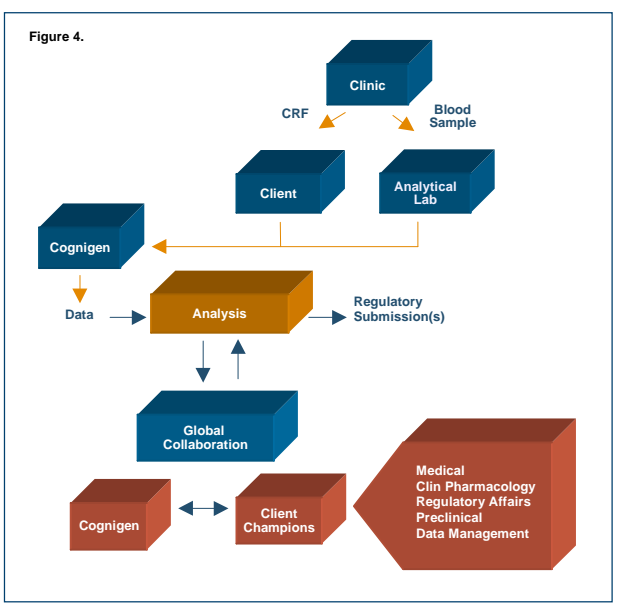 Figure 4.
Clinic
CRF
Blood
Sample
Client
Analytical
Lab
Cognigen
Data
Analysis
Regulatory
Submission(s)
Global
Collaboration
Cognigen
Client
Champions
Medical
Clin Pharmacology
Regulatory Affairs
Preclinical
Data Management